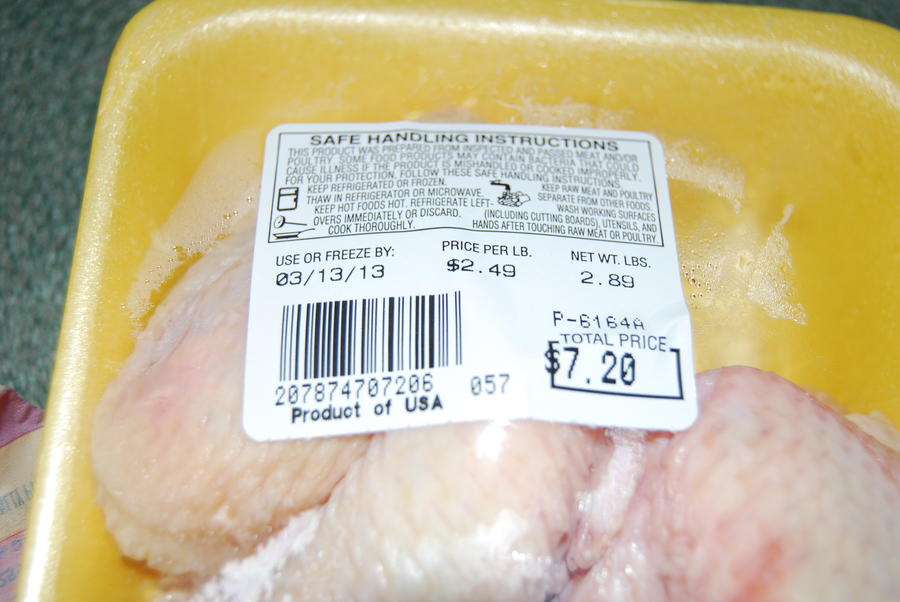 SAFE HANDLING INSTRUCTIONS
THIS PRODUCT WAS PREPARED FROM INSPECTED AND PASSED MEAT AND/OR
POULTRY. SOME FOOD PRODUCTS MAY CONTAIN BACTERIA THAT COULD
CAUSE ILLNESS IF THE PRODUCT IS MISHANDLED OR COOKED IMPROPERLY.
FOR YOUR PROTECTION, FOLLOW THESE SAFE HANDLING INSTRUCTIONS.
KEEP REFRIGERATED OR FROZEN.
THAW IN REFRIGERATOR OR MICROWAVE.
KEEP HOT FOODS HOT. REFRIGERATE LEFT-
OVERS IMMEDIATELY OR DISCARD.
COOK THOROUGHLY.
KEEP RAW MEAT AND POULTRY
SEPARATE FROM OTHER FOODS.
WASH WORKING SURFACES
(INCLUDING CUTTING BOARDS), UTENSILS, AND
HANDS AFTER TOUCHING RAW MEAT OR POULTRY.
USE OR FREEZE BY: PRICE PER LB. NET WT. LBS.
03/13/13 $2.49 2.89
P-6164A
TOTAL PRICE
$7.20
207874707206 057
Product of USA